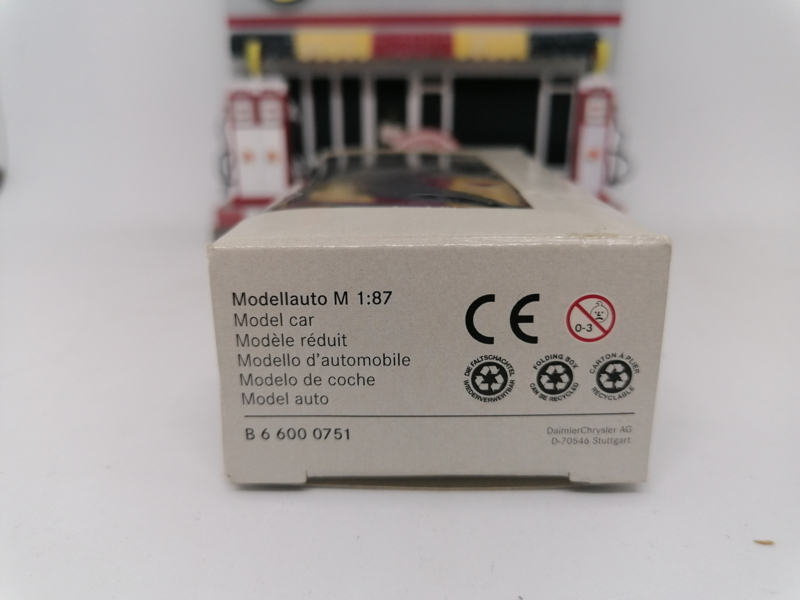 Modellauto M 1:87
Model car
Modèle réduit
Modello d'automobile
Modelo de coche
Model auto
CE
0-3
DIE FALTSCHACHTEL WIEDERVERWERTBAR
FOLDING BOX CAN BE RECYCLED
CARTON À PLIER RECYCLABLE
B 6 600 0751
DaimlerChrysler AG
D-70546 Stuttgart